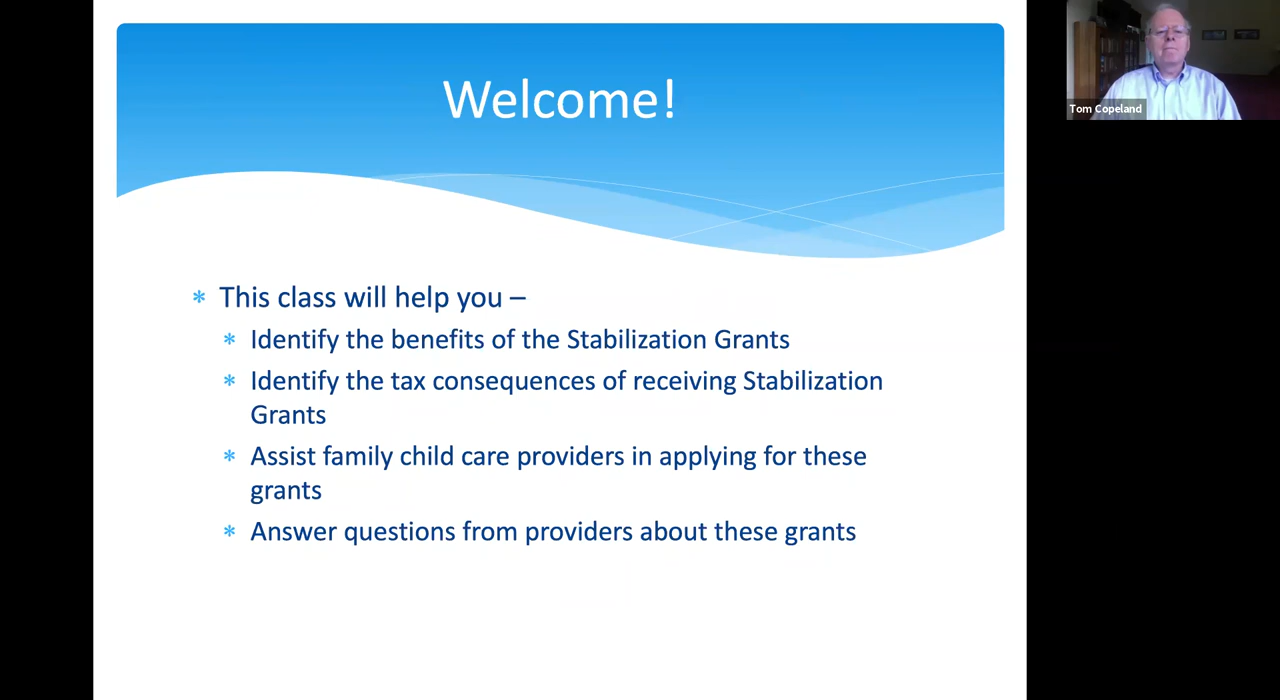 Welcome!
Tom Copeland
* This class will help you –
* Identify the benefits of the Stabilization Grants
* Identify the tax consequences of receiving Stabilization
Grants
* Assist family child care providers in applying for these
grants
* Answer questions from providers about these grants